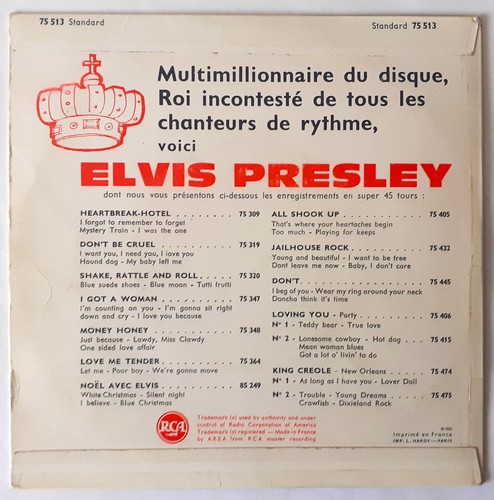 75 513 Standard
Standard 75 513
Multimillionnaire du disque,
Roi incontesté de tous les
chanteurs de rythme,
voici
ELVIS PRESLEY
dont nous vous présentons ci-dessous les enregistrements en super 45 tours :
HEARTBREAK-HOTEL . . . . . . . . 75 309
I forgot to remember to forget
Mystery Train - I was the one
DON'T BE CRUEL . . . . . . . . . 75 319
I want you, I need you, I love you
Hound dog - My baby left me
SHAKE, RATTLE AND ROLL . . . . . 75 320
Blue suede shoes - Blue moon - Tutti frutti
I GOT A WOMAN . . . . . . . . . 75 347
I'm counting on you - I'm gonna sit right
down and cry - I love you because
MONEY HONEY . . . . . . . . . . 75 348
Just because - Lawdy, Miss Clawdy
One sided love affair
LOVE ME TENDER . . . . . . . . . 75 364
Let me - Poor boy - We're gonna move
NOËL AVEC ELVIS . . . . . . . . 85 249
White Christmas - Silent night
I believe - Blue Christmas
ALL SHOOK UP . . . . . . . . . . 75 405
That's where your heartaches begin
Too much - Playing for keeps
JAILHOUSE ROCK . . . . . . . . . 75 432
Young and beautiful - I want to be free
Dont leave me now - Baby, I don't care
DON'T . . . . . . . . . . . . . 75 445
I beg of you - Wear my ring around your neck
Doncha think it's time
LOVING YOU - Party . . . . . . . 75 406
N° 1 - Teddy bear - True love
N° 2 - Lonesome cowboy - Hot dog . . 75 415
Mean woman blues
Got a lot o' livin' to do
KING CREOLE - New Orleans . . . . 75 474
N° 1 - As long as I have you - Lover Doll
N° 2 - Trouble - Young Dreams . . . 75 475
Crawfish - Dixieland Rock
RCA
Trademark (s) used by authority and under
control of Radio Corporation of America
Trademark (s) registered — Made in France
by A.R.E.A from R.C.A master recording
Imprimé en France
IMP. L. HARDY - PARIS